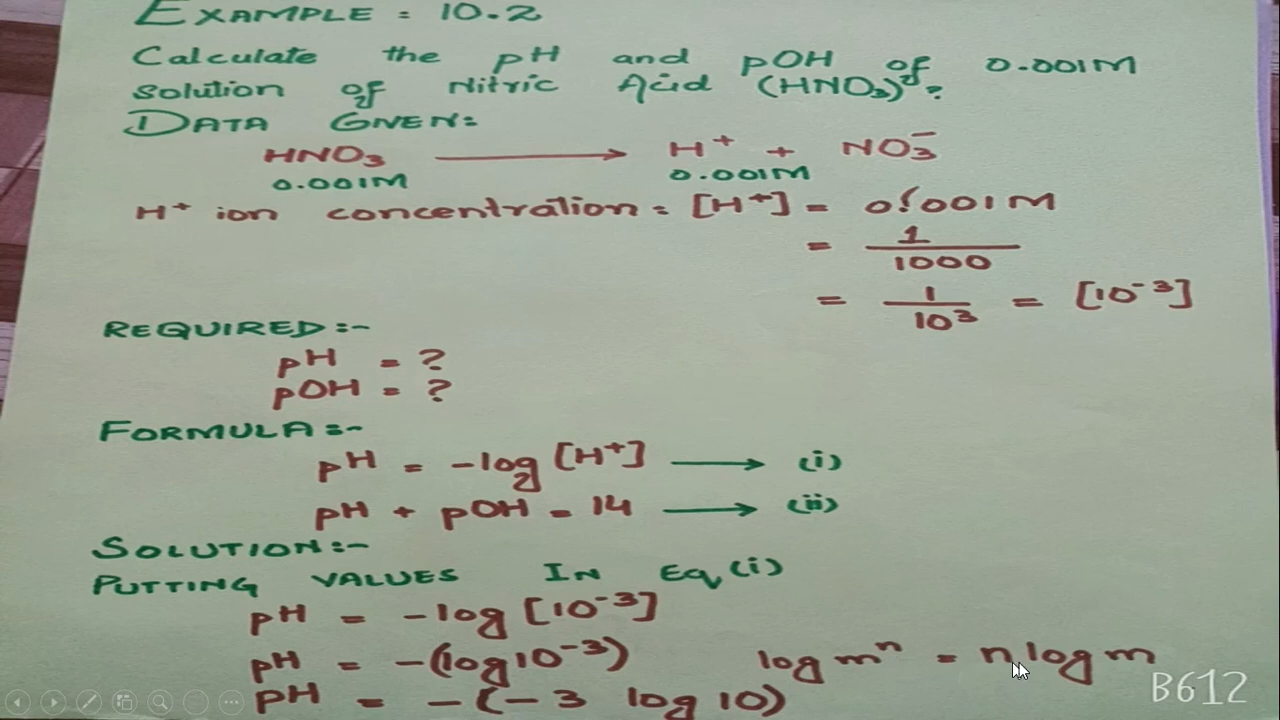 EXAMPLE : 10.2
Calculate the pH and pOH of 0.001M
solution of Nitric Acid (HNO₃)?
DATA GIVEN:
HNO₃ ⟶ H⁺ + NO₃⁻
0.001M 0.001M
H⁺ ion concentration = [H⁺] = 0.001M
= 1/1000
= 1/10³ = [10⁻³]
REQUIRED :-
pH = ?
pOH = ?
FORMULA :-
pH = -log [H⁺] ⟶ (i)
pH + pOH = 14 ⟶ (ii)
SOLUTION :-
PUTTING VALUES IN Eq (i)
pH = -log [10⁻³]
pH = -(log10⁻³) log mⁿ = n log m
pH = -(-3 log 10)
B612